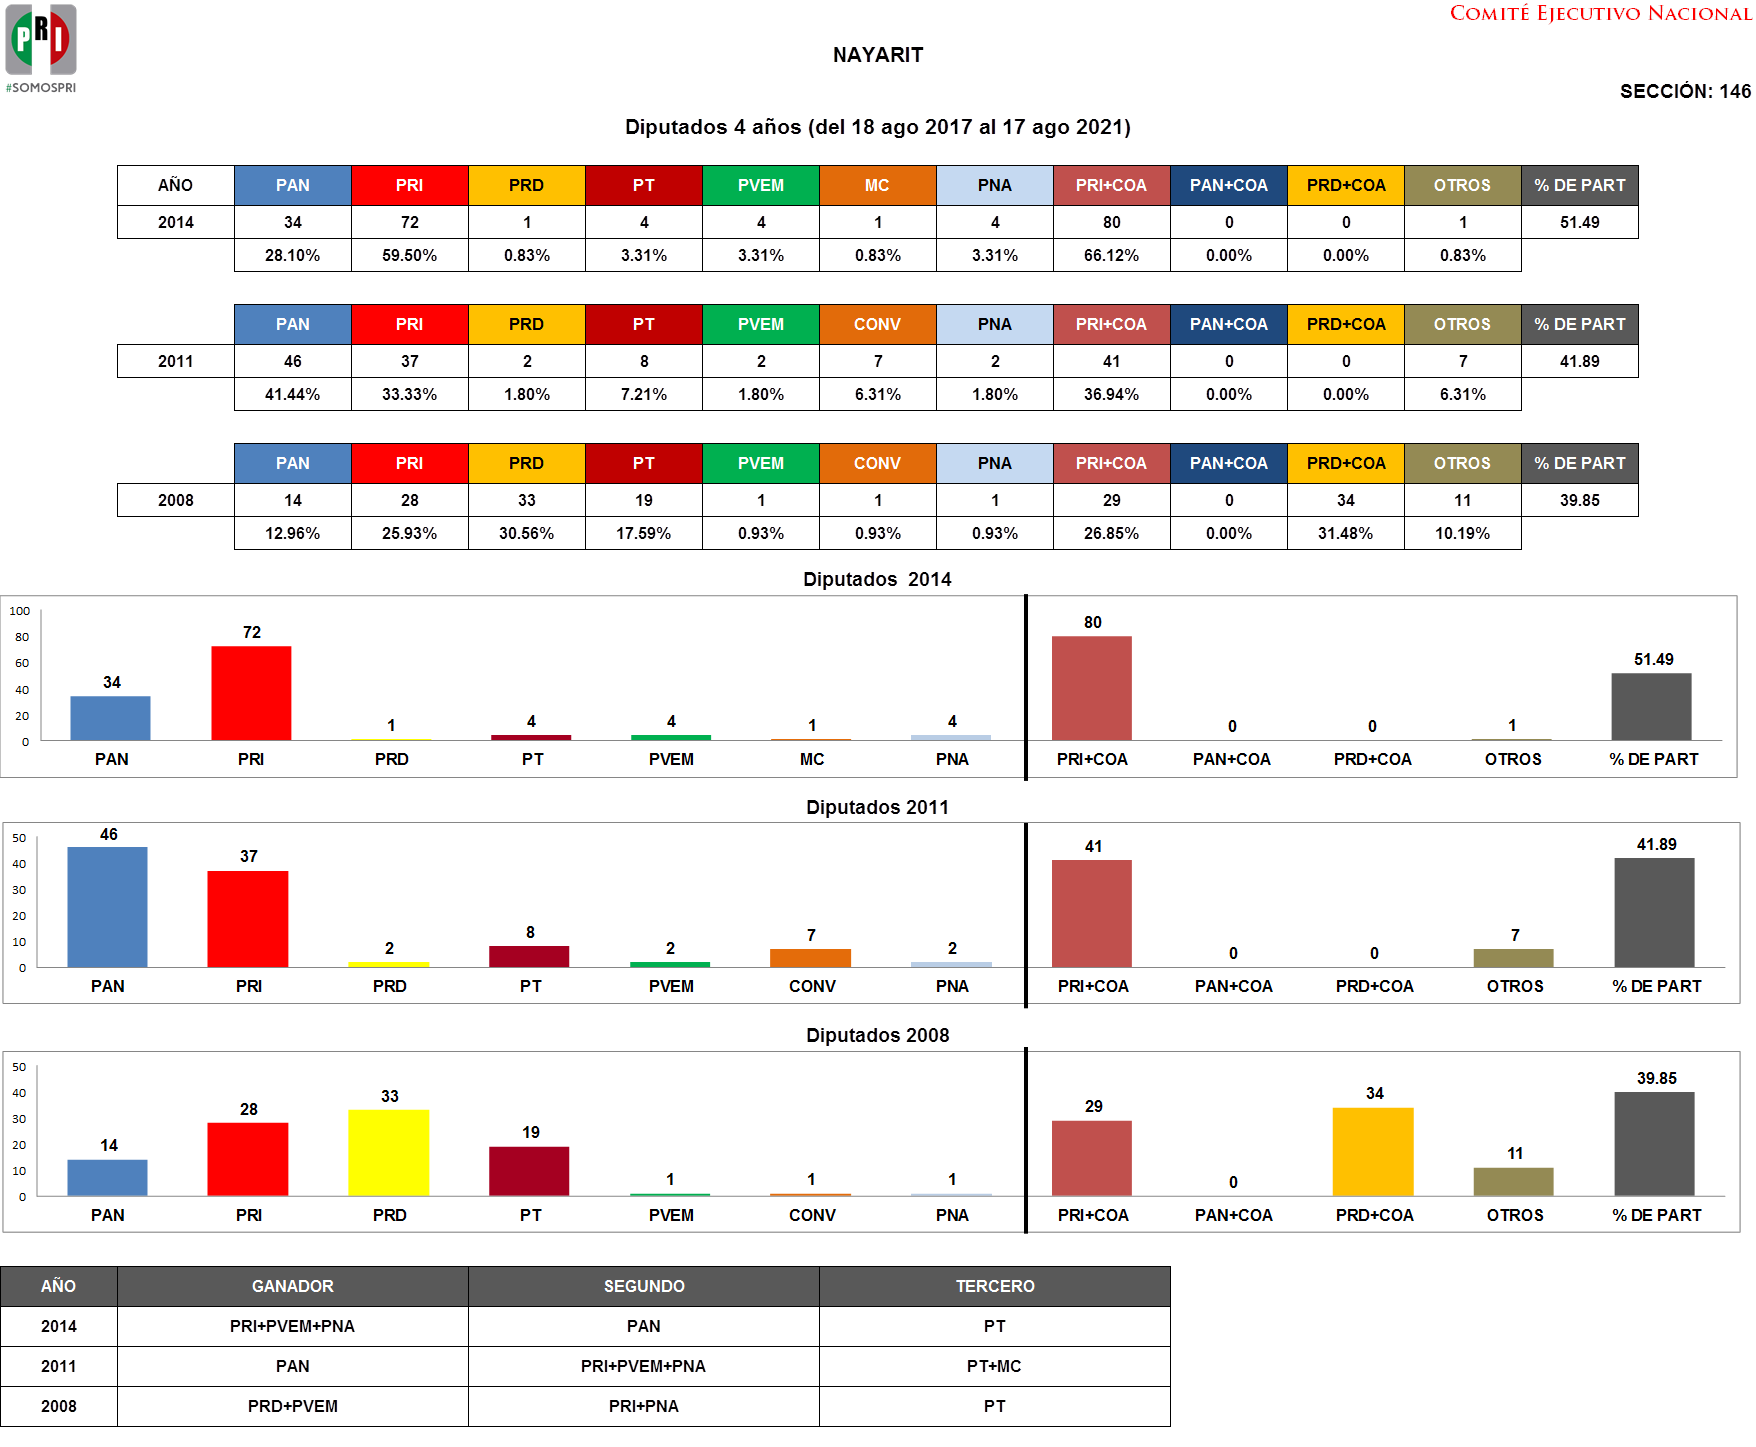 PRI
#SOMOSPRI
COMITÉ EJECUTIVO NACIONAL
NAYARIT
SECCIÓN: 146
Diputados 4 años (del 18 ago 2017 al 17 ago 2021)
AÑO PAN PRI PRD PT PVEM MC PNA PRI+COA PAN+COA PRD+COA OTROS % DE PART
2014 34 72 1 4 4 1 4 80 0 0 1 51.49
28.10% 59.50% 0.83% 3.31% 3.31% 0.83% 3.31% 66.12% 0.00% 0.00% 0.83%
PAN PRI PRD PT PVEM CONV PNA PRI+COA PAN+COA PRD+COA OTROS % DE PART
2011 46 37 2 8 2 7 2 41 0 0 7 41.89
41.44% 33.33% 1.80% 7.21% 1.80% 6.31% 1.80% 36.94% 0.00% 0.00% 6.31%
PAN PRI PRD PT PVEM CONV PNA PRI+COA PAN+COA PRD+COA OTROS % DE PART
2008 14 28 33 19 1 1 1 29 0 34 11 39.85
12.96% 25.93% 30.56% 17.59% 0.93% 0.93% 0.93% 26.85% 0.00% 31.48% 10.19%
Diputados 2014
100
80
60
40
20
0
34 72 1 4 4 1 4 80 0 0 1 51.49
PAN PRI PRD PT PVEM MC PNA PRI+COA PAN+COA PRD+COA OTROS % DE PART
Diputados 2011
50
40
30
20
10
0
46 37 2 8 2 7 2 41 0 0 7 41.89
PAN PRI PRD PT PVEM CONV PNA PRI+COA PAN+COA PRD+COA OTROS % DE PART
Diputados 2008
50
40
30
20
10
0
14 28 33 19 1 1 1 29 0 34 11 39.85
PAN PRI PRD PT PVEM CONV PNA PRI+COA PAN+COA PRD+COA OTROS % DE PART
AÑO GANADOR SEGUNDO TERCERO
2014 PRI+PVEM+PNA PAN PT
2011 PAN PRI+PVEM+PNA PT+MC
2008 PRD+PVEM PRI+PNA PT